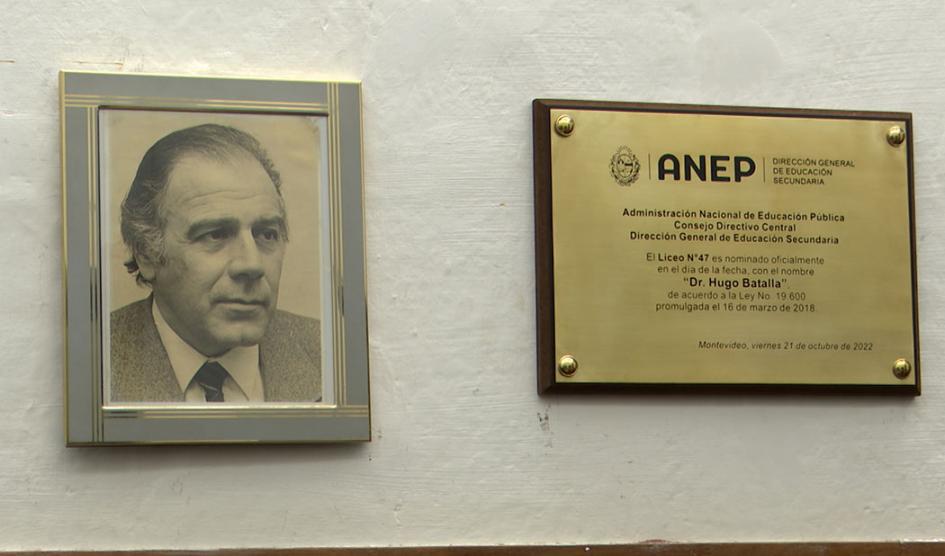 ANEP
DIRECCIÓN GENERAL
DE EDUCACIÓN
SECUNDARIA
Administración Nacional de Educación Pública
Consejo Directivo Central
Dirección General de Educación Secundaria
El Liceo N°47 es nominado oficialmente
en el día de la fecha, con el nombre
"Dr. Hugo Batalla".
de acuerdo a la Ley No. 19.600
promulgada el 16 de marzo de 2018.
Montevideo, viernes 21 de octubre de 2022